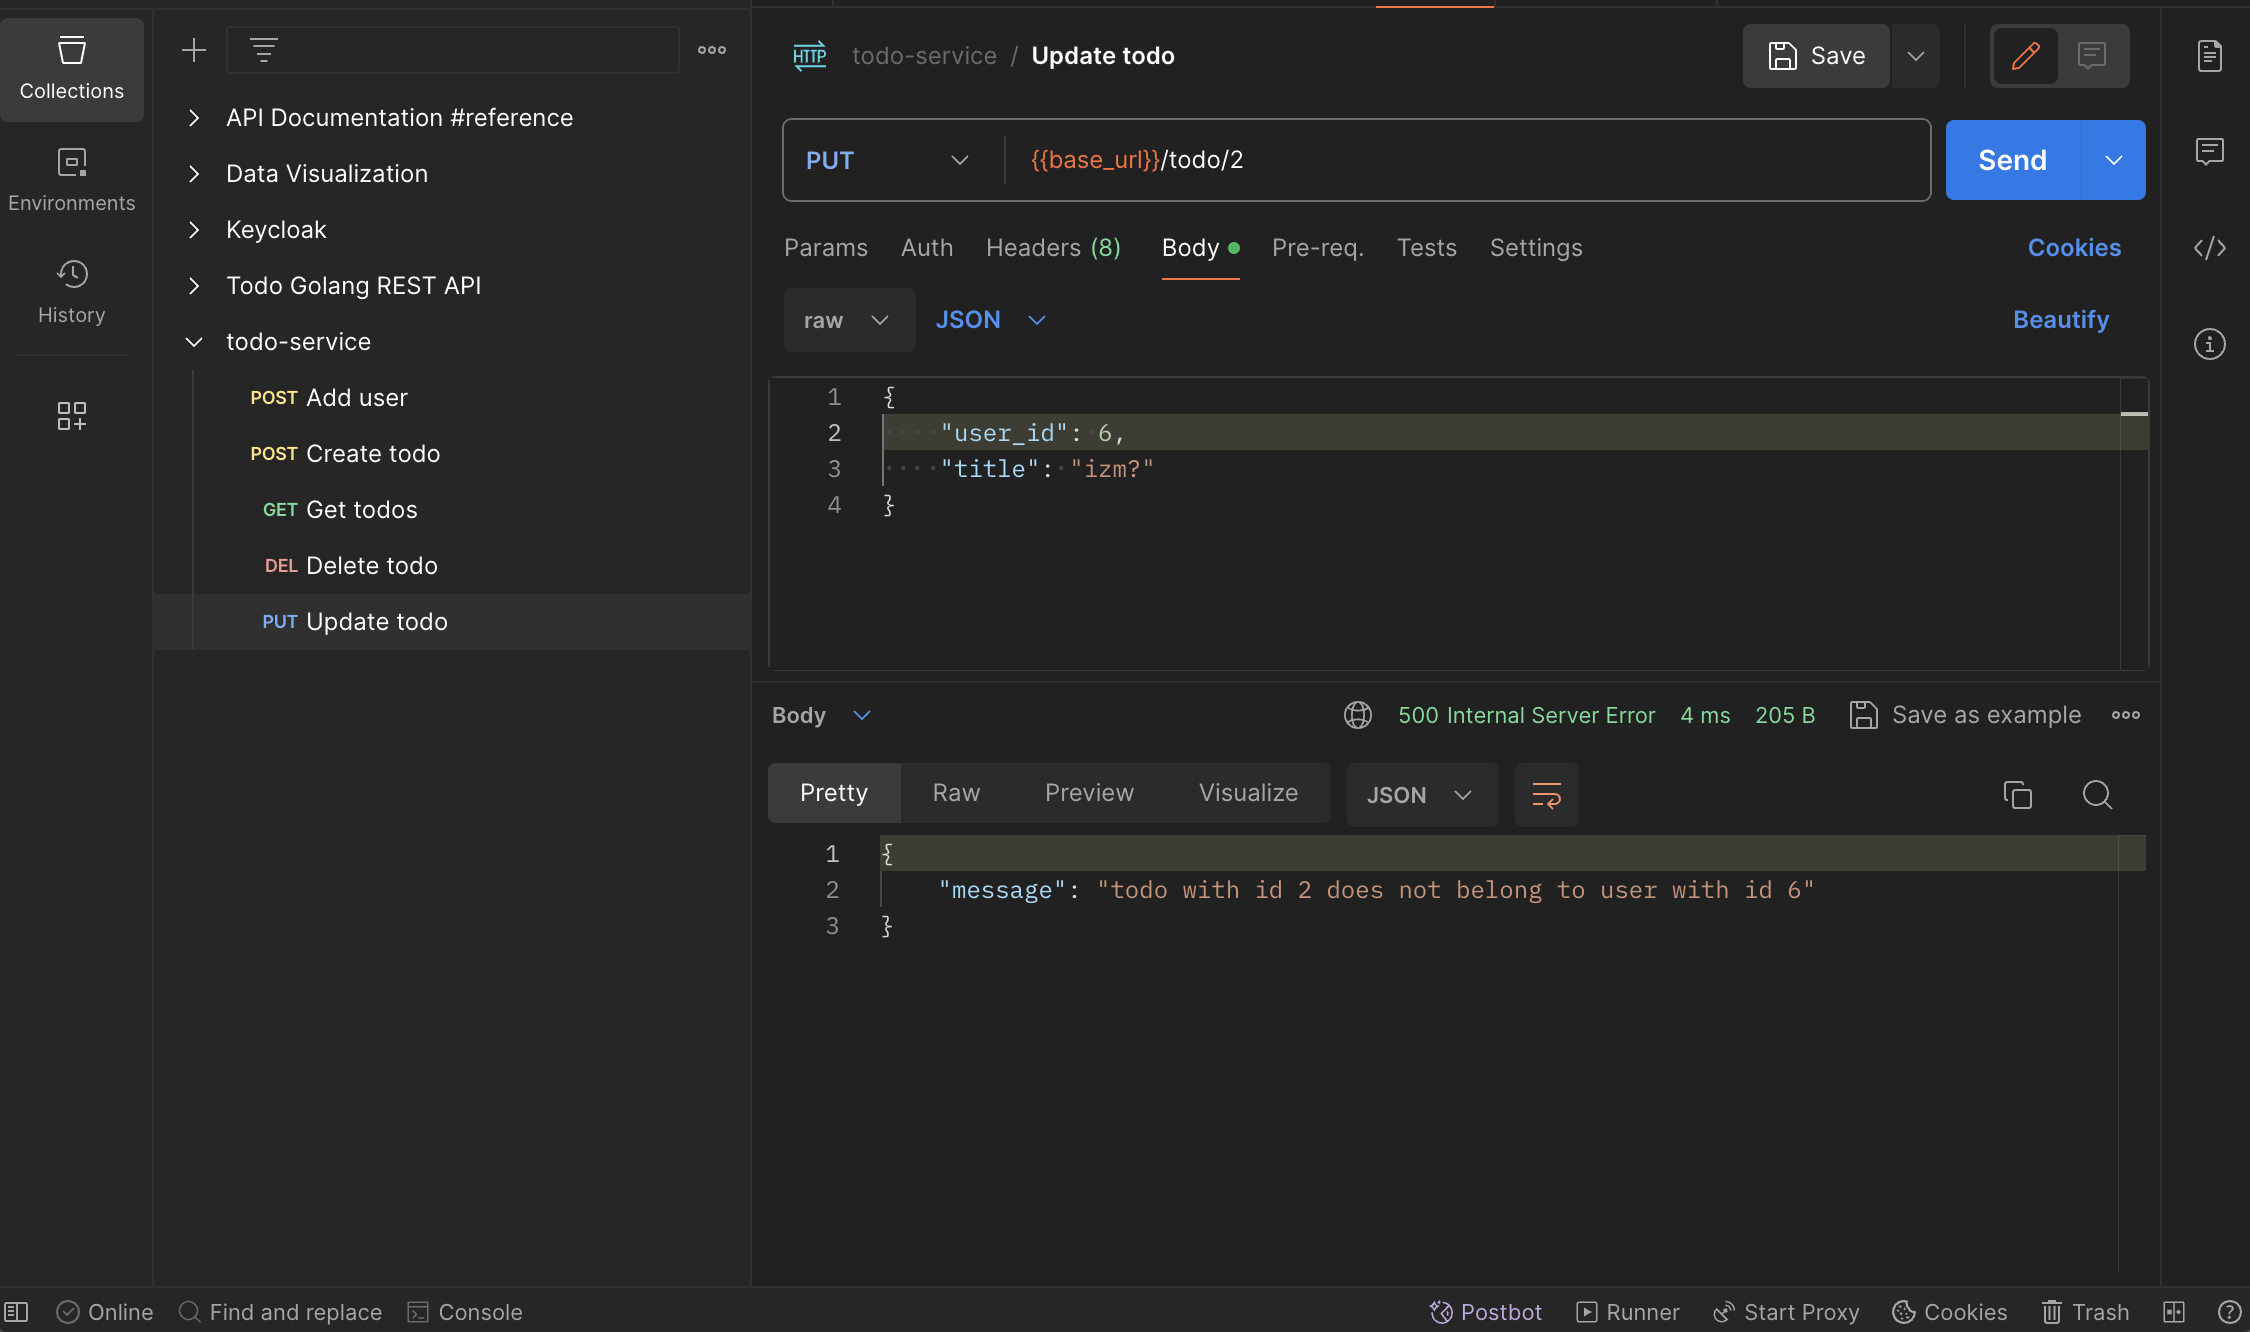 Collections
Environments
History
API Documentation #reference
Data Visualization
Keycloak
Todo Golang REST API
todo-service
POST Add user
POST Create todo
GET Get todos
DEL Delete todo
PUT Update todo
HTTP todo-service / Update todo
Save
PUT {{base_url}}/todo/2
Send
Params Auth Headers (8) Body Pre-req. Tests Settings Cookies
raw JSON Beautify
1 {
2 "user_id": 6,
3 "title": "izm?"
4 }
Body 500 Internal Server Error 4 ms 205 B Save as example
Pretty Raw Preview Visualize JSON
1 {
2 "message": "todo with id 2 does not belong to user with id 6"
3 }
Online Find and replace Console Postbot Runner Start Proxy Cookies Trash